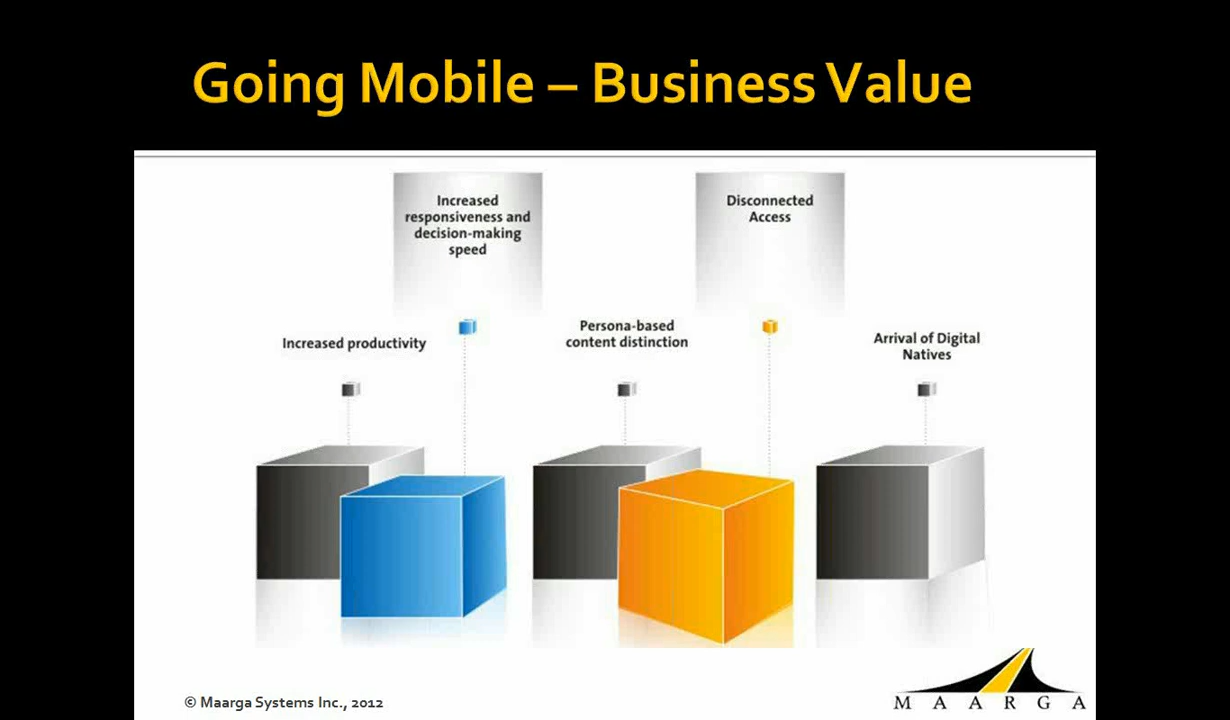 Going Mobile – Business Value
Increased
responsiveness and
decision-making
speed
Disconnected
Access
Increased productivity
Persona-based
content distinction
Arrival of Digital
Natives
© Maarga Systems Inc., 2012
MAARGA